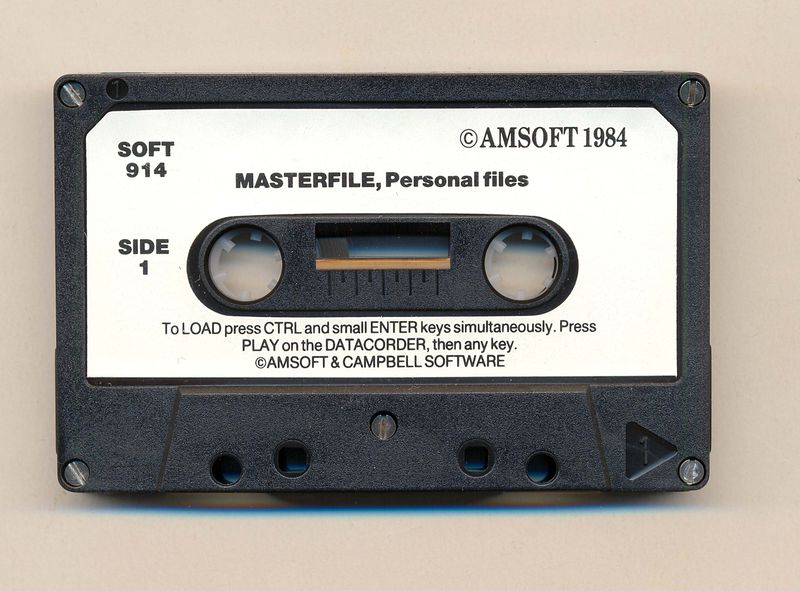 1
©AMSOFT 1984
SOFT
914
MASTERFILE, Personal files
SIDE
1
To LOAD press CTRL and small ENTER keys simultaneously. Press
PLAY on the DATACORDER, then any key.
©AMSOFT & CAMPBELL SOFTWARE
1